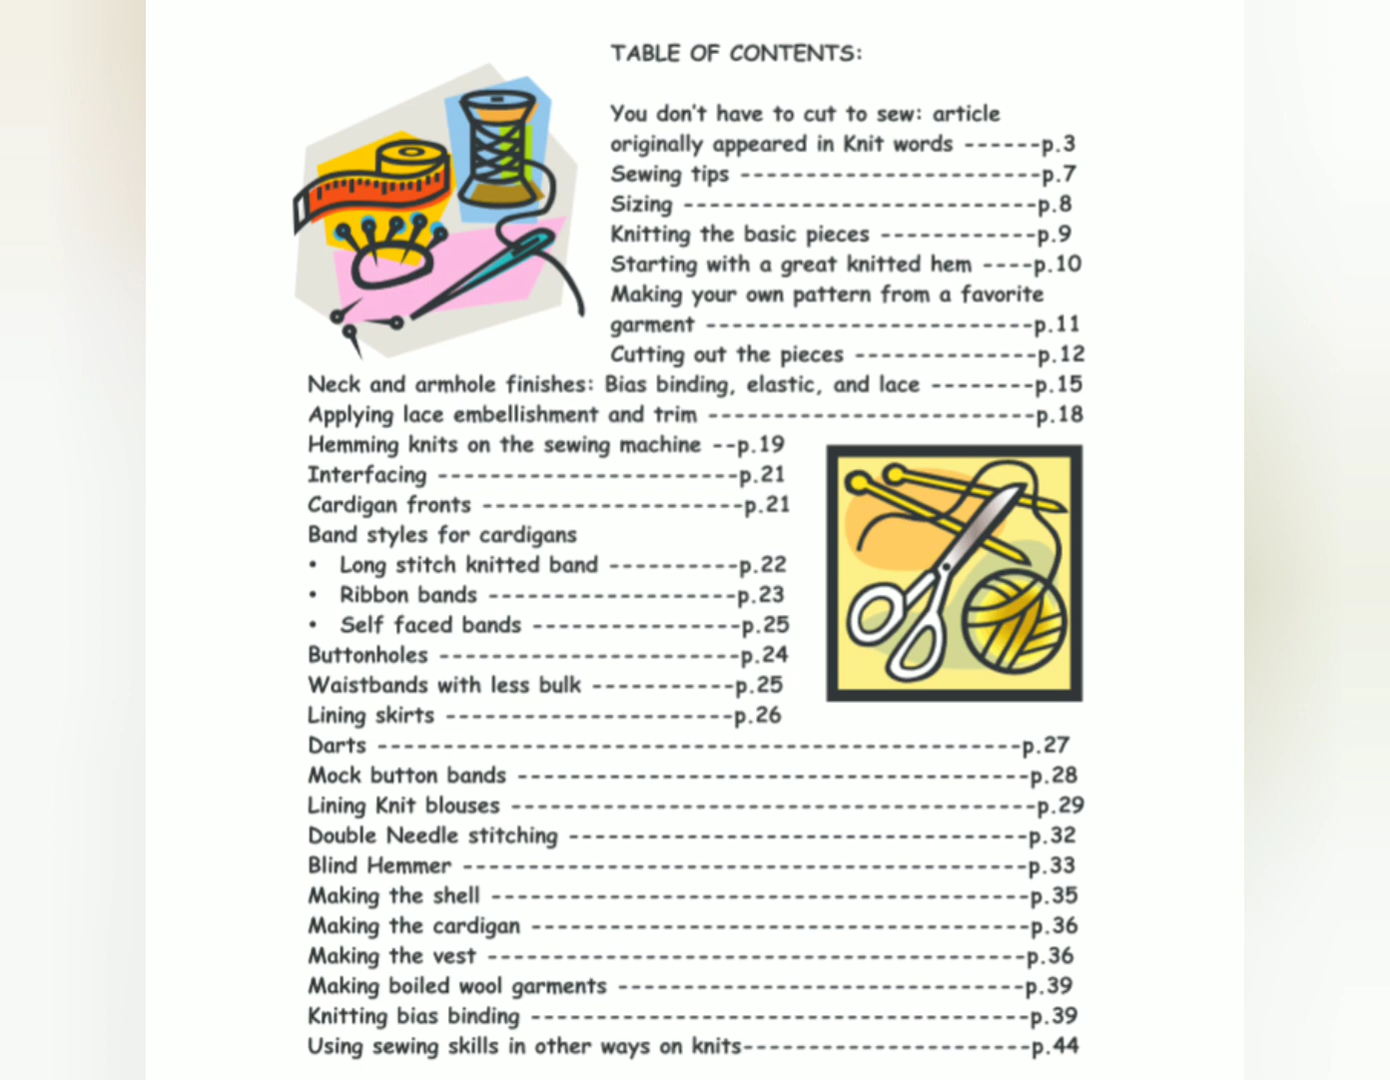 TABLE OF CONTENTS:
You don't have to cut to sew: article
originally appeared in Knit words ------p.3
Sewing tips -----------------------p.7
Sizing ---------------------------p.8
Knitting the basic pieces ------------p.9
Starting with a great knitted hem ----p.10
Making your own pattern from a favorite
garment -------------------------p.11
Cutting out the pieces --------------p.12
Neck and armhole finishes: Bias binding, elastic, and lace --------p.15
Applying lace embellishment and trim -------------------------p.18
Hemming knits on the sewing machine --p.19
Interfacing -----------------------p.21
Cardigan fronts --------------------p.21
Band styles for cardigans
• Long stitch knitted band ----------p.22
• Ribbon bands -------------------p.23
• Self faced bands ----------------p.25
Buttonholes -----------------------p.24
Waistbands with less bulk -----------p.25
Lining skirts ----------------------p.26
Darts -------------------------------------------------p.27
Mock button bands ---------------------------------------p.28
Lining Knit blouses ----------------------------------------p.29
Double Needle stitching -----------------------------------p.32
Blind Hemmer -------------------------------------------p.33
Making the shell -----------------------------------------p.35
Making the cardigan --------------------------------------p.36
Making the vest -----------------------------------------p.36
Making boiled wool garments -------------------------------p.39
Knitting bias binding --------------------------------------p.39
Using sewing skills in other ways on knits----------------------p.44